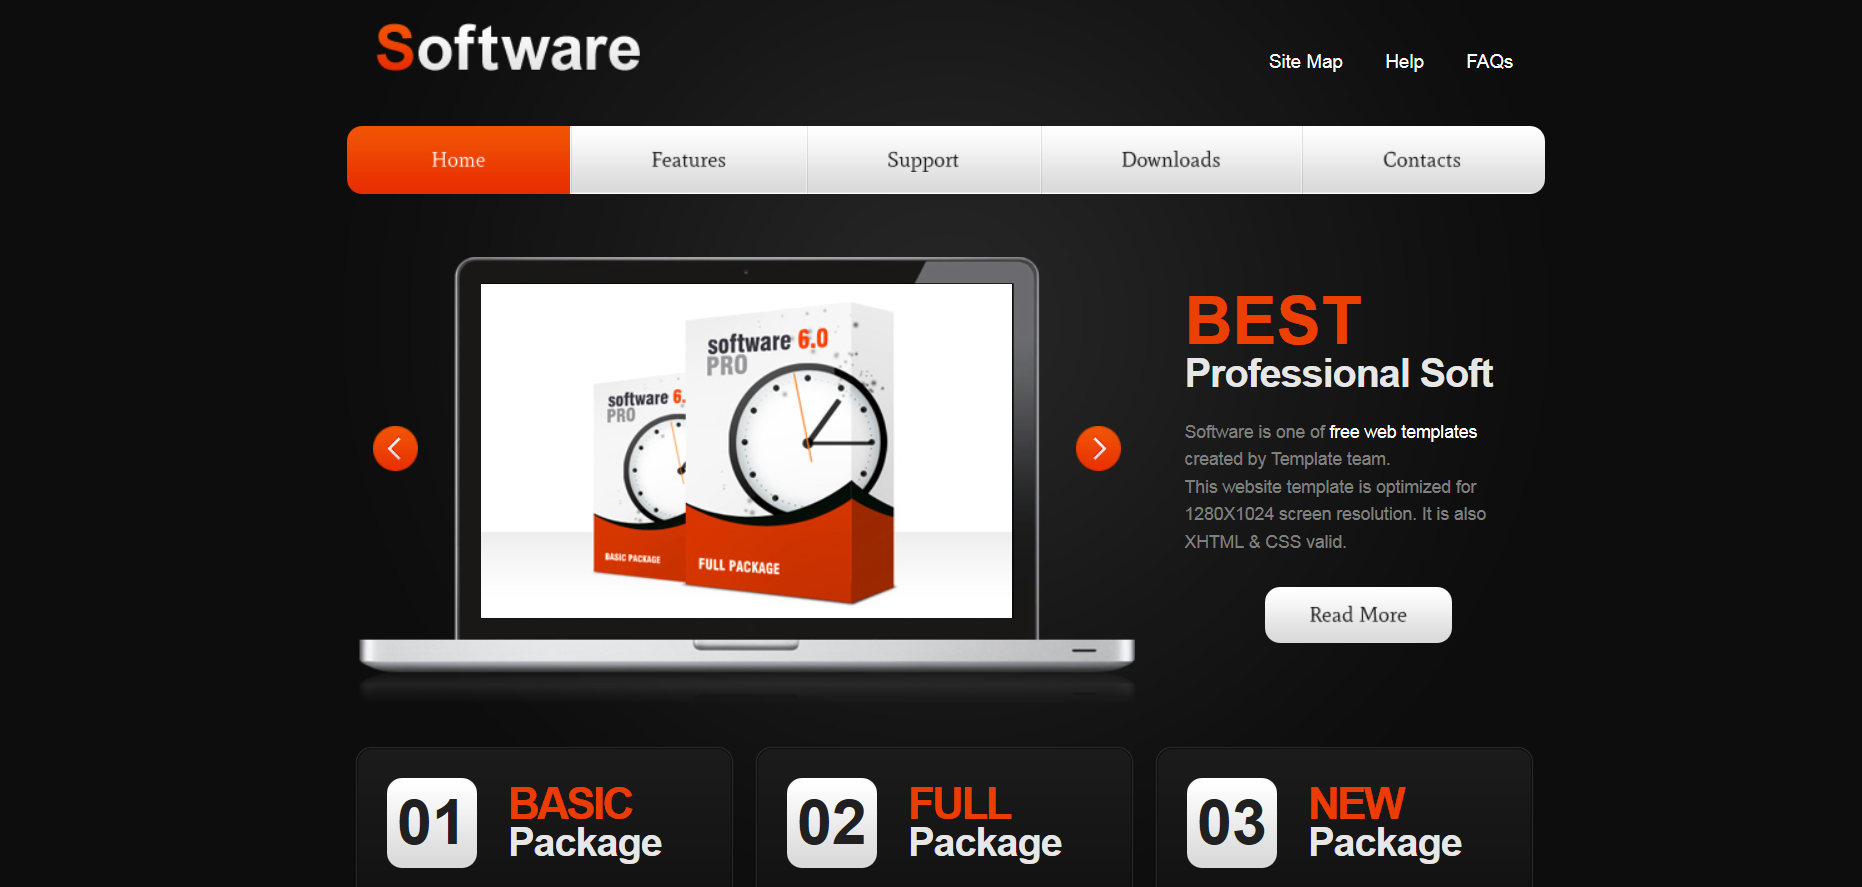 Software
Site Map Help FAQs
Home Features Support Downloads Contacts
software 6.0
PRO
software 6.
PRO
BASIC PACKAGE
FULL PACKAGE
BEST
Professional Soft
Software is one of free web templates
created by Template team.
This website template is optimized for
1280X1024 screen resolution. It is also
XHTML & CSS valid.
Read More
01 BASIC
Package
02 FULL
Package
03 NEW
Package